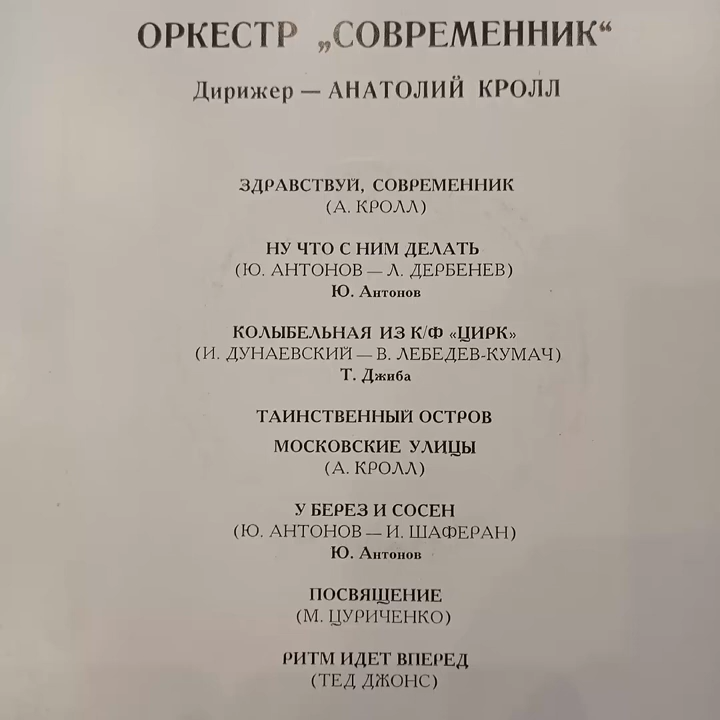 ОРКЕСТР „СОВРЕМЕННИК“
Дирижер — АНАТОЛИЙ КРОЛЛ
ЗДРАВСТВУЙ, СОВРЕМЕННИК
(А. КРОЛЛ)
НУ ЧТО С НИМ ДЕЛАТЬ
(Ю. АНТОНОВ — Л. ДЕРБЕНЕВ)
Ю. Антонов
КОЛЫБЕЛЬНАЯ ИЗ К/Ф «ЦИРК»
(И. ДУНАЕВСКИЙ — В. ЛЕБЕДЕВ-КУМАЧ)
Т. Джиба
ТАИНСТВЕННЫЙ ОСТРОВ
МОСКОВСКИЕ УЛИЦЫ
(А. КРОЛЛ)
У БЕРЕЗ И СОСЕН
(Ю. АНТОНОВ — И. ШАФЕРАН)
Ю. Антонов
ПОСВЯЩЕНИЕ
(М. ЦУРИЧЕНКО)
РИТМ ИДЕТ ВПЕРЕД
(ТЕД ДЖОНС)